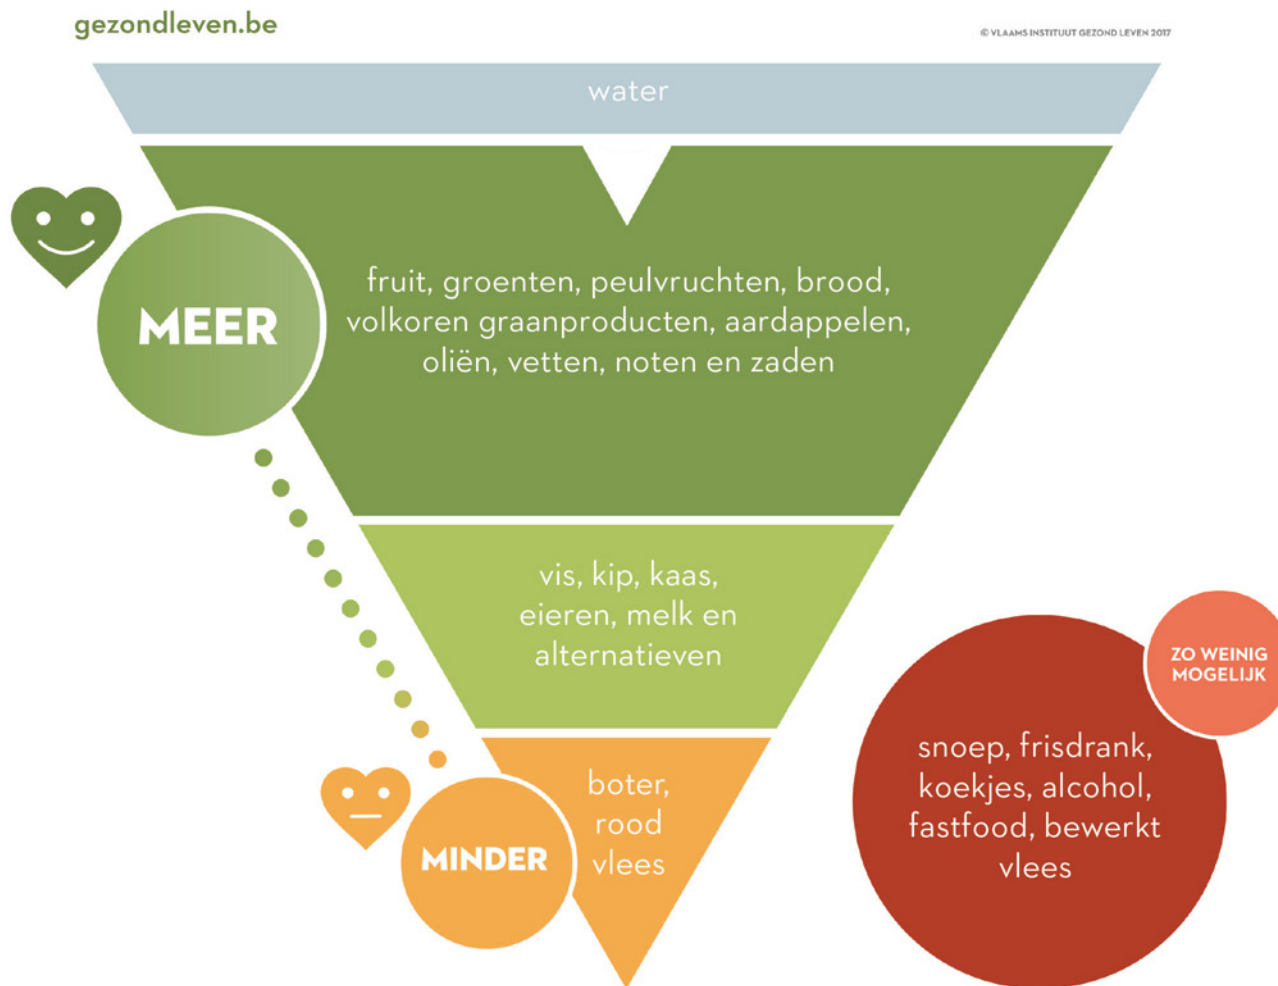 gezondleven.be
© VLAAMS INSTITUUT GEZOND LEVEN 2017
water
MEER
fruit, groenten, peulvruchten, brood,
volkoren graanproducten, aardappelen,
oliën, vetten, noten en zaden
vis, kip, kaas,
eieren, melk en
alternatieven
MINDER
boter,
rood
vlees
ZO WEINIG
MOGELIJK
snoep, frisdrank,
koekjes, alcohol,
fastfood, bewerkt
vlees